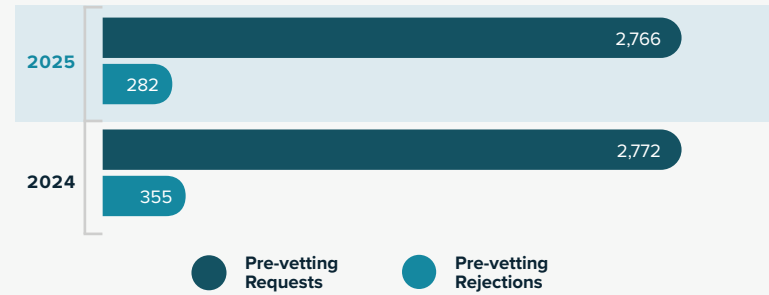 2025
2,766
282
2024
2,772
355
Pre-vetting
Requests
Pre-vetting
Rejections